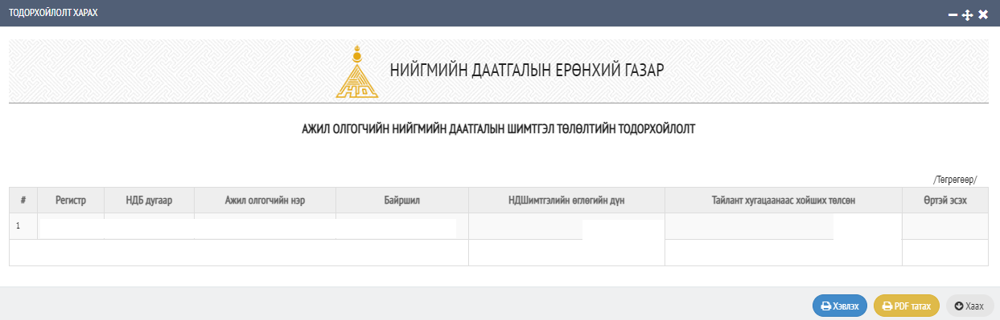 ТОДОРХОЙЛОЛТ ХАРАХ
НД
НИЙГМИЙН ДААТГАЛЫН ЕРӨНХИЙ ГАЗАР
АЖИЛ ОЛГОГЧИЙН НИЙГМИЙН ДААТГАЛЫН ШИМТГЭЛ ТӨЛӨЛТИЙН ТОДОРХОЙЛОЛТ
/Төгрөгөөр/
# Регистр НДБ дугаар Ажил олгогчийн нэр Байршил НДШимтгэлийн өглөгийн дүн Тайлант хугацаанаас хойших төлсөн Өртэй эсэх
1
Хэвлэх PDF татах Хаах